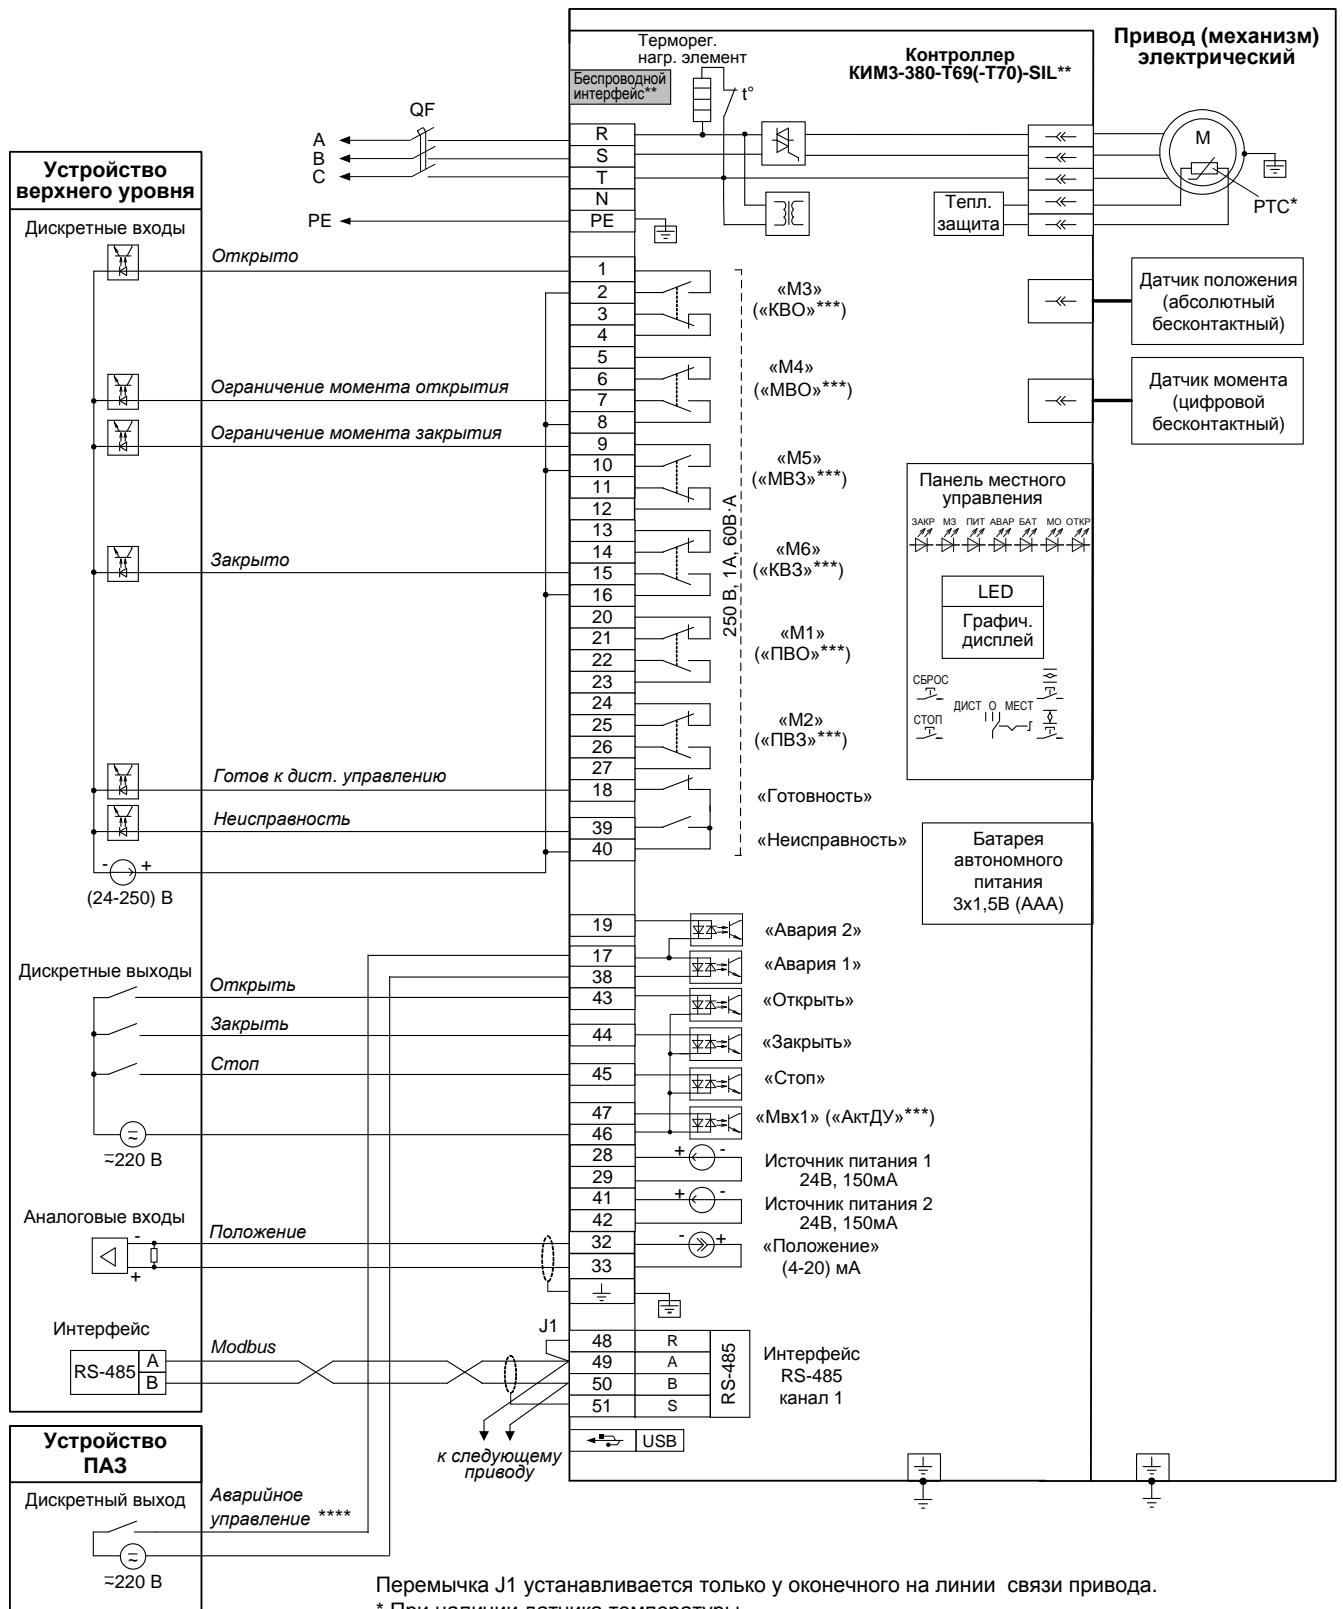 Терморег.
нагр. элемент
Контроллер
КИМ3-380-Т69(-Т70)-SIL**
Привод (механизм)
электрический
Беспроводной
интерфейс**
t°
QF
A
B
C
PE
R
S
T
N
PE
M
PTC*
Тепл.
защита
Устройство
верхнего уровня
Дискретные входы
Открыто
Ограничение момента открытия
Ограничение момента закрытия
Закрыто
Готов к дист. управлению
Неисправность
- +
(24-250) В
1
2
3
4
5
6
7
8
9
10
11
12
13
14
15
16
20
21
22
23
24
25
26
27
18
39
40
«М3»
(«КВО»***)
«М4»
(«МВО»***)
«М5»
(«МВЗ»***)
«М6»
(«КВЗ»***)
«М1»
(«ПВО»***)
«М2»
(«ПВЗ»***)
«Готовность»
«Неисправность»
250 В, 1А, 60В·А
Датчик положения
(абсолютный
бесконтактный)
Датчик момента
(цифровой
бесконтактный)
Панель местного
управления
ЗАКР МЗ ПИТ АВАР БАТ МО ОТКР
LED
Графич.
дисплей
СБРОС
СТОП
ДИСТ О МЕСТ
Батарея
автономного
питания
3х1,5В (ААА)
Дискретные выходы
Открыть
Закрыть
Стоп
≂220 В
19
17
38
43
44
45
47
46
28
29
41
42
32
33
«Авария 2»
«Авария 1»
«Открыть»
«Закрыть»
«Стоп»
«Мвх1» («АктДУ»***)
+ -
Источник питания 1
24В, 150мА
+ -
Источник питания 2
24В, 150мА
- +
«Положение»
(4-20) мА
Аналоговые входы
Положение
-
+
Интерфейс
RS-485
A
B
Modbus
J1
48 R
49 A
50 B
51 S
RS-485
Интерфейс
RS-485
канал 1
USB
к следующему
приводу
Устройство
ПАЗ
Дискретный выход
Аварийное
управление ****
≂220 В
Перемычка J1 устанавливается только у оконечного на линии связи привода.
* При наличии датчика температуры